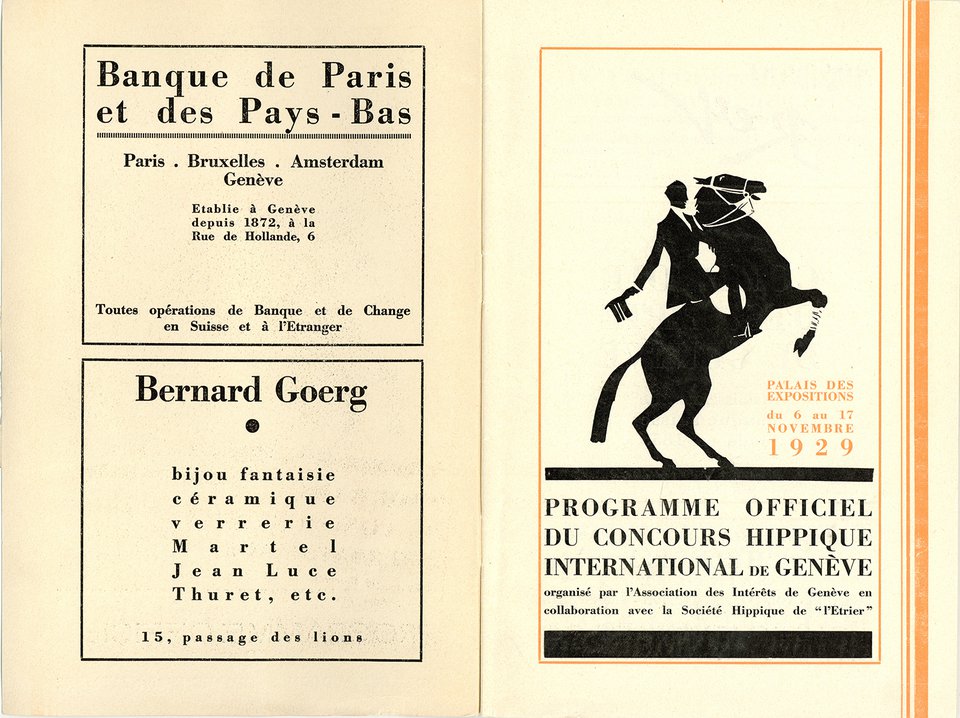 Banque de Paris
et des Pays-Bas
Paris . Bruxelles . Amsterdam
Genève
Etablie à Genève
depuis 1872, à la
Rue de Hollande, 6
Toutes opérations de Banque et de Change
en Suisse et à l'Etranger
Bernard Goerg
bijou fantaisie
céramique
verrerie
Martel
Jean Luce
Thuret, etc.
15, passage des lions
PALAIS DES
EXPOSITIONS
du 6 au 17
NOVEMBRE
1929
PROGRAMME OFFICIEL
DU CONCOURS HIPPIQUE
INTERNATIONAL DE GENÈVE
organisé par l'Association des Intérêts de Genève en
collaboration avec la Société Hippique de "l'Etrier"